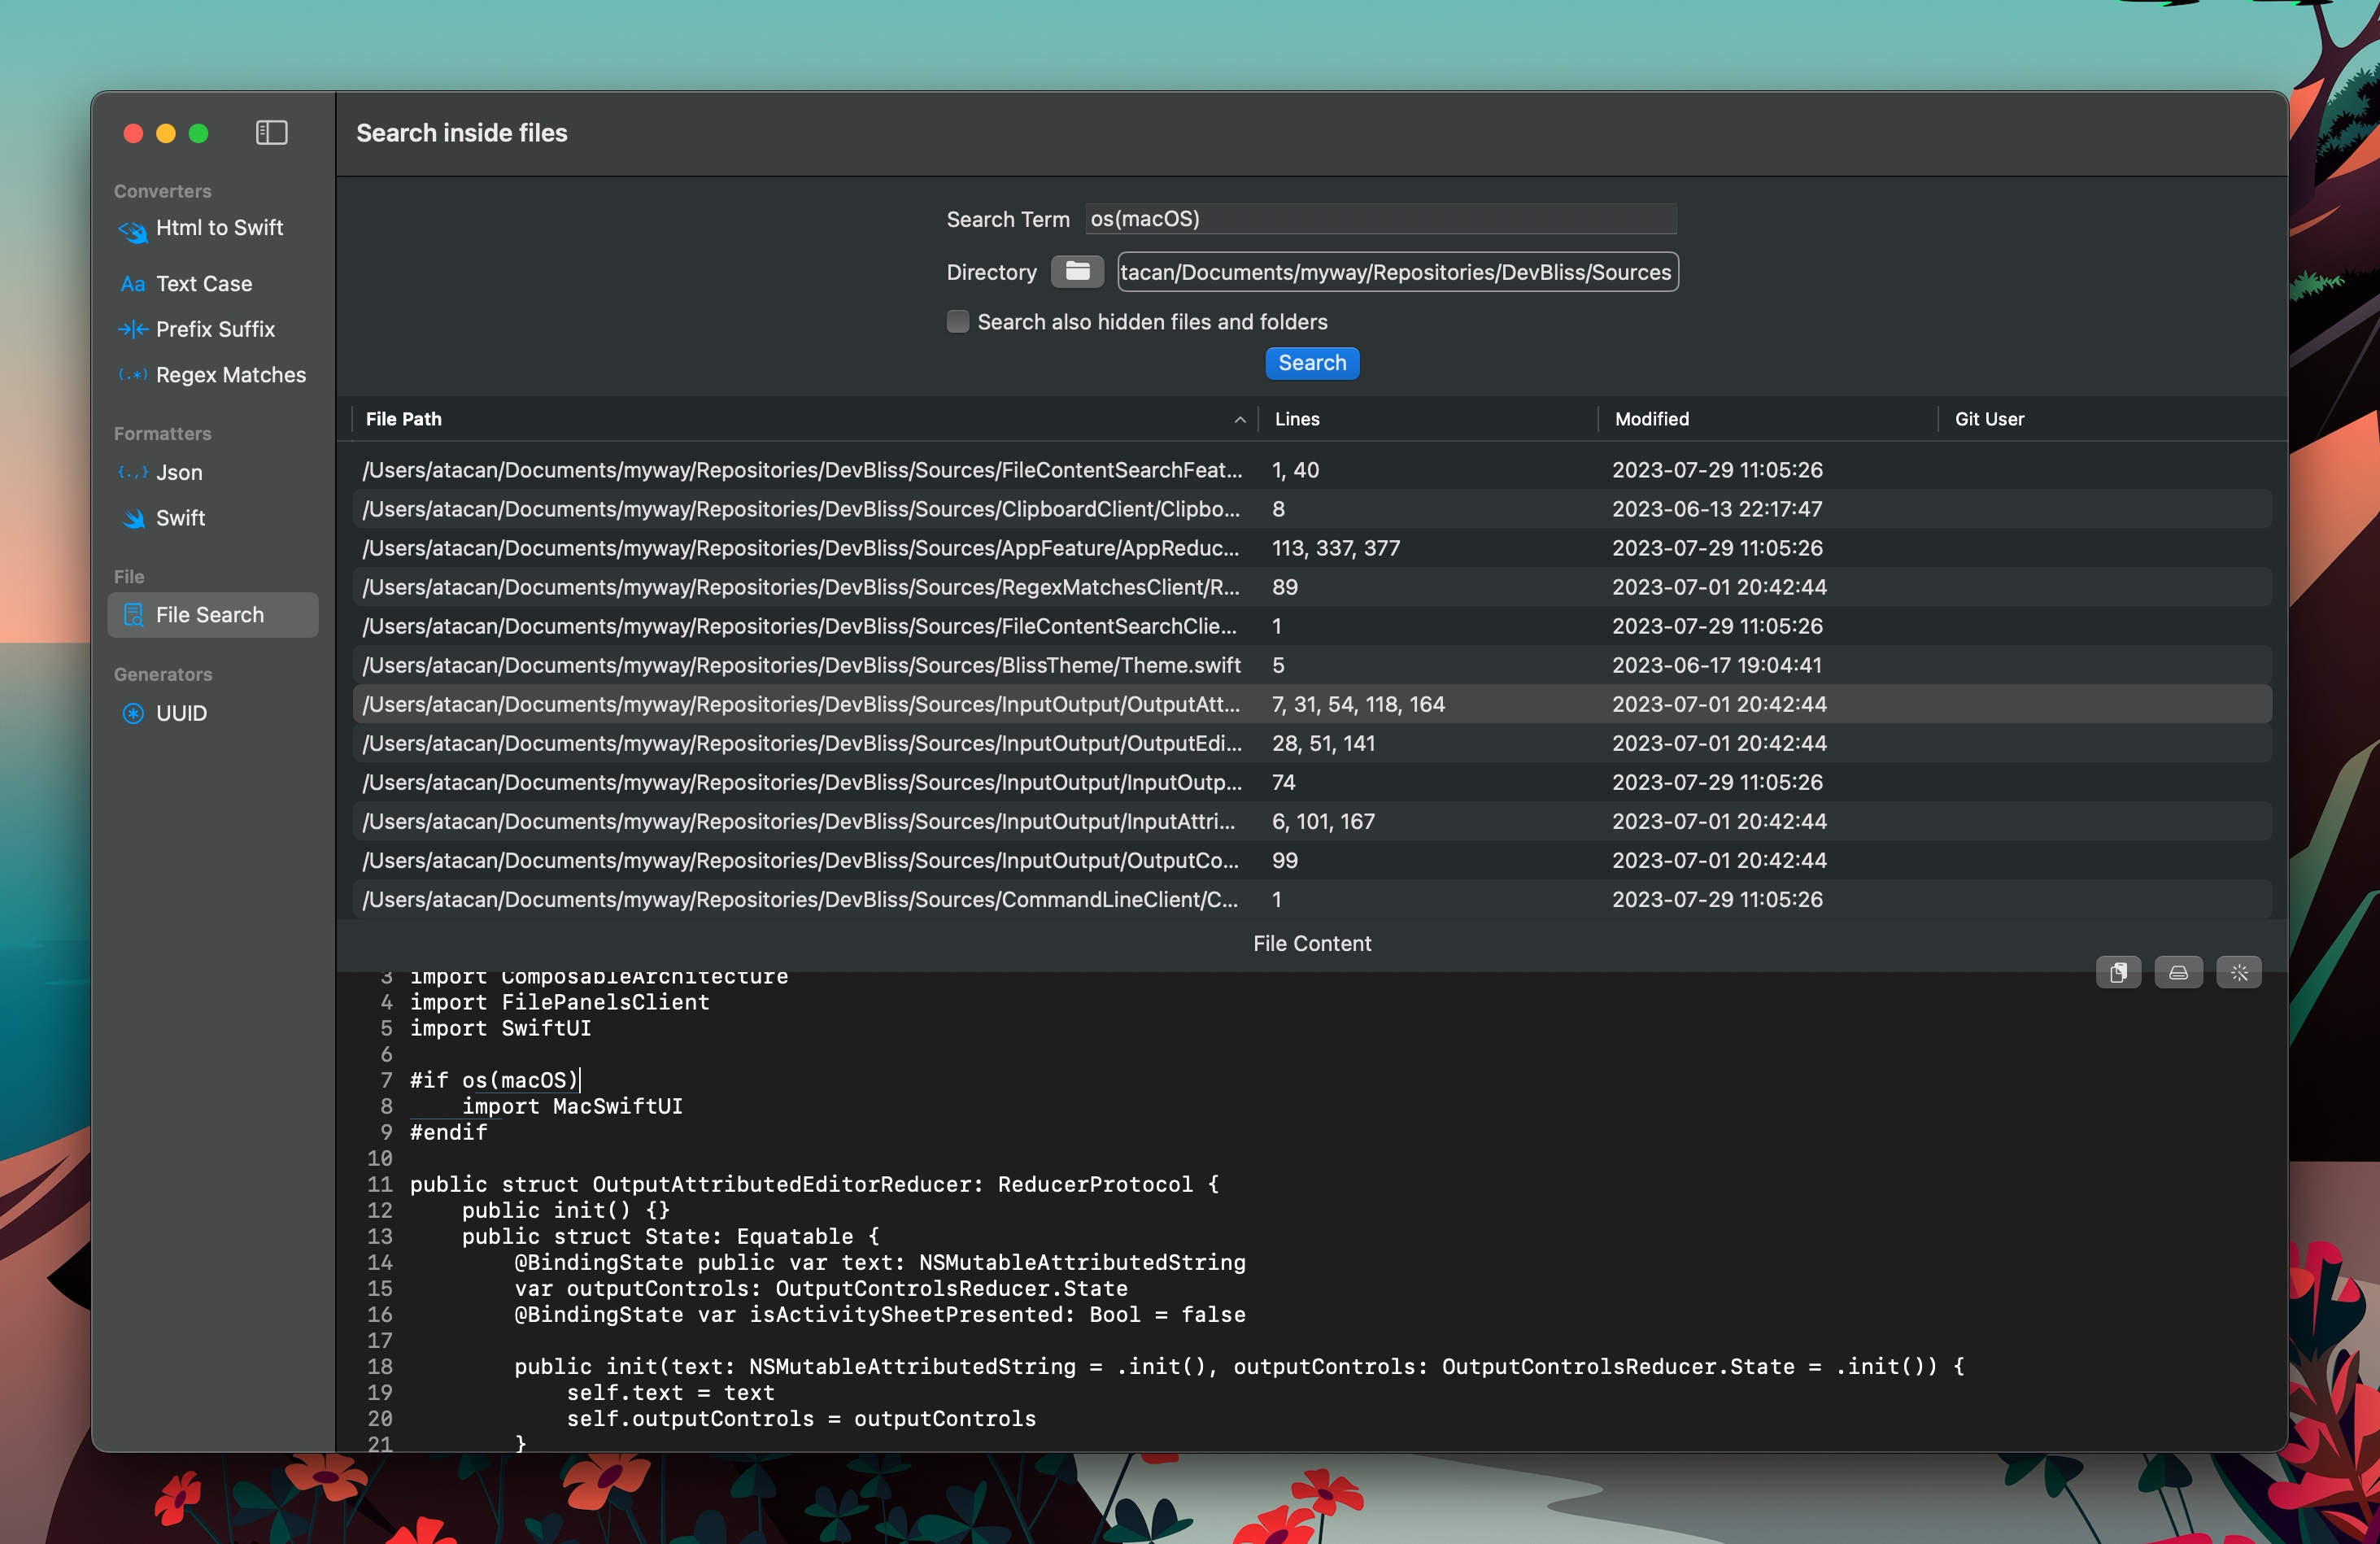 Search inside files
Converters
Html to Swift
Aa Text Case
Prefix Suffix
(.*) Regex Matches
Formatters
{.,} Json
Swift
File
File Search
Generators
UUID
Search Term os(macOS)
Directory tacan/Documents/myway/Repositories/DevBliss/Sources
Search also hidden files and folders
Search
File Path Lines Modified Git User
/Users/atacan/Documents/myway/Repositories/DevBliss/Sources/FileContentSearchFeat... 1, 40 2023-07-29 11:05:26
/Users/atacan/Documents/myway/Repositories/DevBliss/Sources/ClipboardClient/Clipbo... 8 2023-06-13 22:17:47
/Users/atacan/Documents/myway/Repositories/DevBliss/Sources/AppFeature/AppReduc... 113, 337, 377 2023-07-29 11:05:26
/Users/atacan/Documents/myway/Repositories/DevBliss/Sources/RegexMatchesClient/R... 89 2023-07-01 20:42:44
/Users/atacan/Documents/myway/Repositories/DevBliss/Sources/FileContentSearchClie... 1 2023-07-29 11:05:26
/Users/atacan/Documents/myway/Repositories/DevBliss/Sources/BlissTheme/Theme.swift 5 2023-06-17 19:04:41
/Users/atacan/Documents/myway/Repositories/DevBliss/Sources/InputOutput/OutputAtt... 7, 31, 54, 118, 164 2023-07-01 20:42:44
/Users/atacan/Documents/myway/Repositories/DevBliss/Sources/InputOutput/OutputEdi... 28, 51, 141 2023-07-01 20:42:44
/Users/atacan/Documents/myway/Repositories/DevBliss/Sources/InputOutput/InputOutp... 74 2023-07-29 11:05:26
/Users/atacan/Documents/myway/Repositories/DevBliss/Sources/InputOutput/InputAttri... 6, 101, 167 2023-07-01 20:42:44
/Users/atacan/Documents/myway/Repositories/DevBliss/Sources/InputOutput/OutputCo... 99 2023-07-01 20:42:44
/Users/atacan/Documents/myway/Repositories/DevBliss/Sources/CommandLineClient/C... 1 2023-07-29 11:05:26
File Content
3 import ComposableArchitecture
4 import FilePanelsClient
5 import SwiftUI
6
7 #if os(macOS)
8     import MacSwiftUI
9 #endif
10
11 public struct OutputAttributedEditorReducer: ReducerProtocol {
12     public init() {}
13     public struct State: Equatable {
14         @BindingState public var text: NSMutableAttributedString
15         var outputControls: OutputControlsReducer.State
16         @BindingState var isActivitySheetPresented: Bool = false
17
18         public init(text: NSMutableAttributedString = .init(), outputControls: OutputControlsReducer.State = .init()) {
19             self.text = text
20             self.outputControls = outputControls
21         }